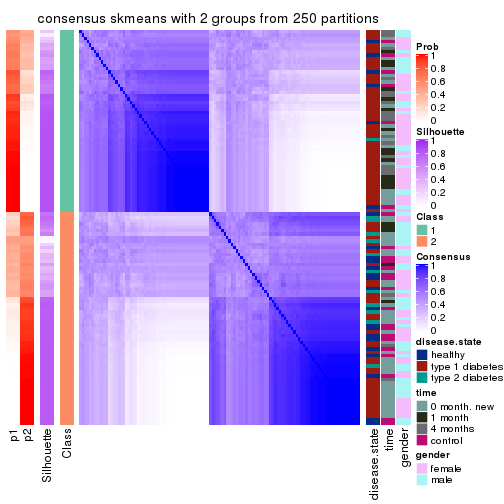 consensus skmeans with 2 groups from 250 partitions
Prob
1
0.8
0.6
0.4
0.2
0
Silhouette
1
0.8
0.6
0.4
0.2
0
Class
1
2
Consensus
1
0.8
0.6
0.4
0.2
0
disease.state
healthy
type 1 diabetes
type 2 diabetes
time
0 month, new
1 month
4 months
control
gender
female
male
p1
p2
Silhouette
Class
disease.state
time
gender